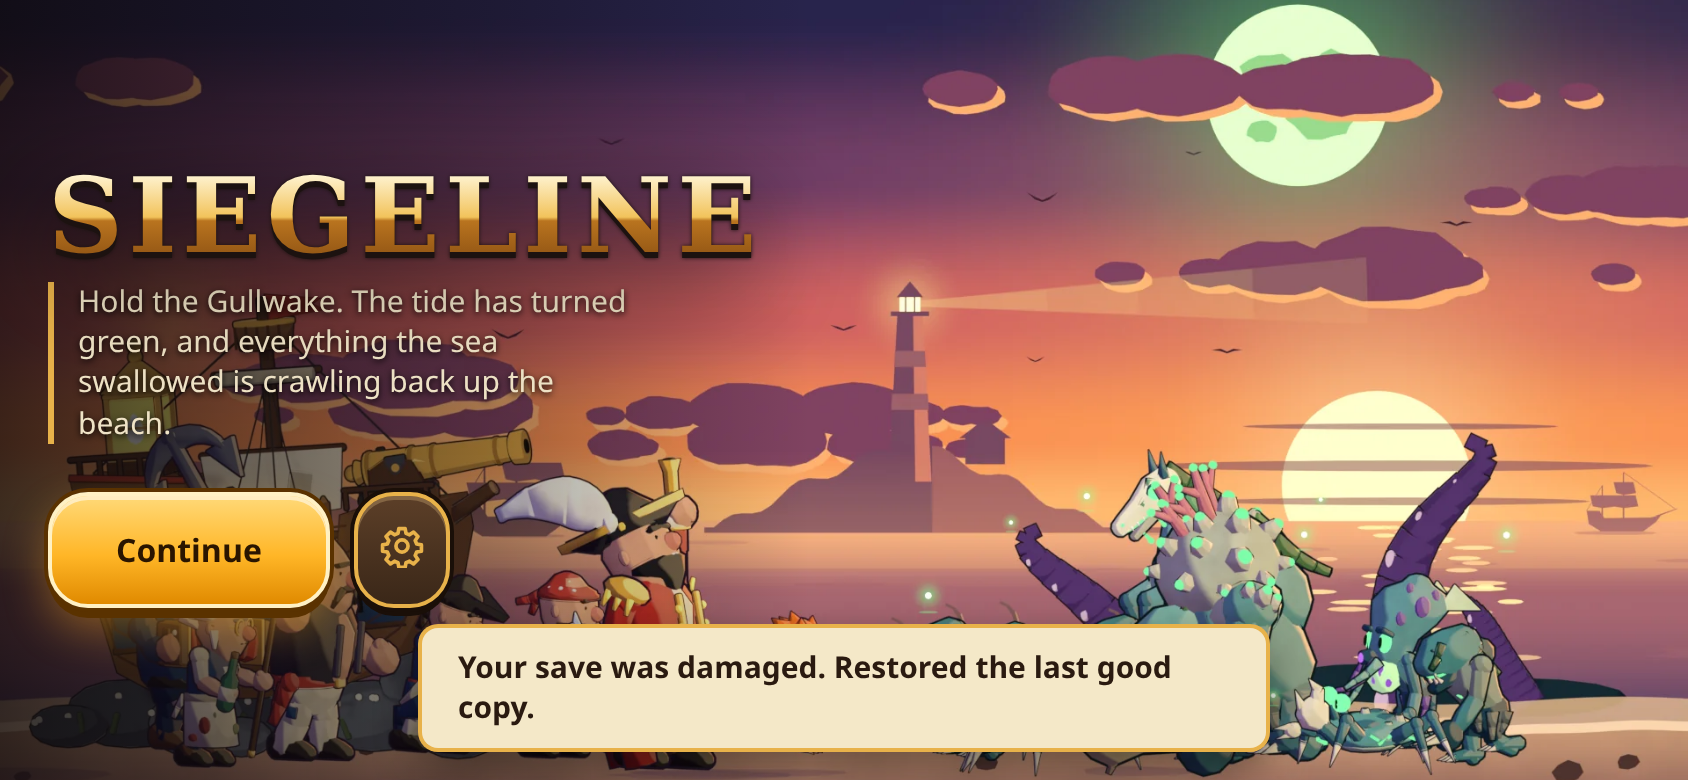 SIEGELINE
Hold the Gullwake. The tide has turned
green, and everything the sea
swallowed is crawling back up the
beach.
Continue
Your save was damaged. Restored the last good
copy.